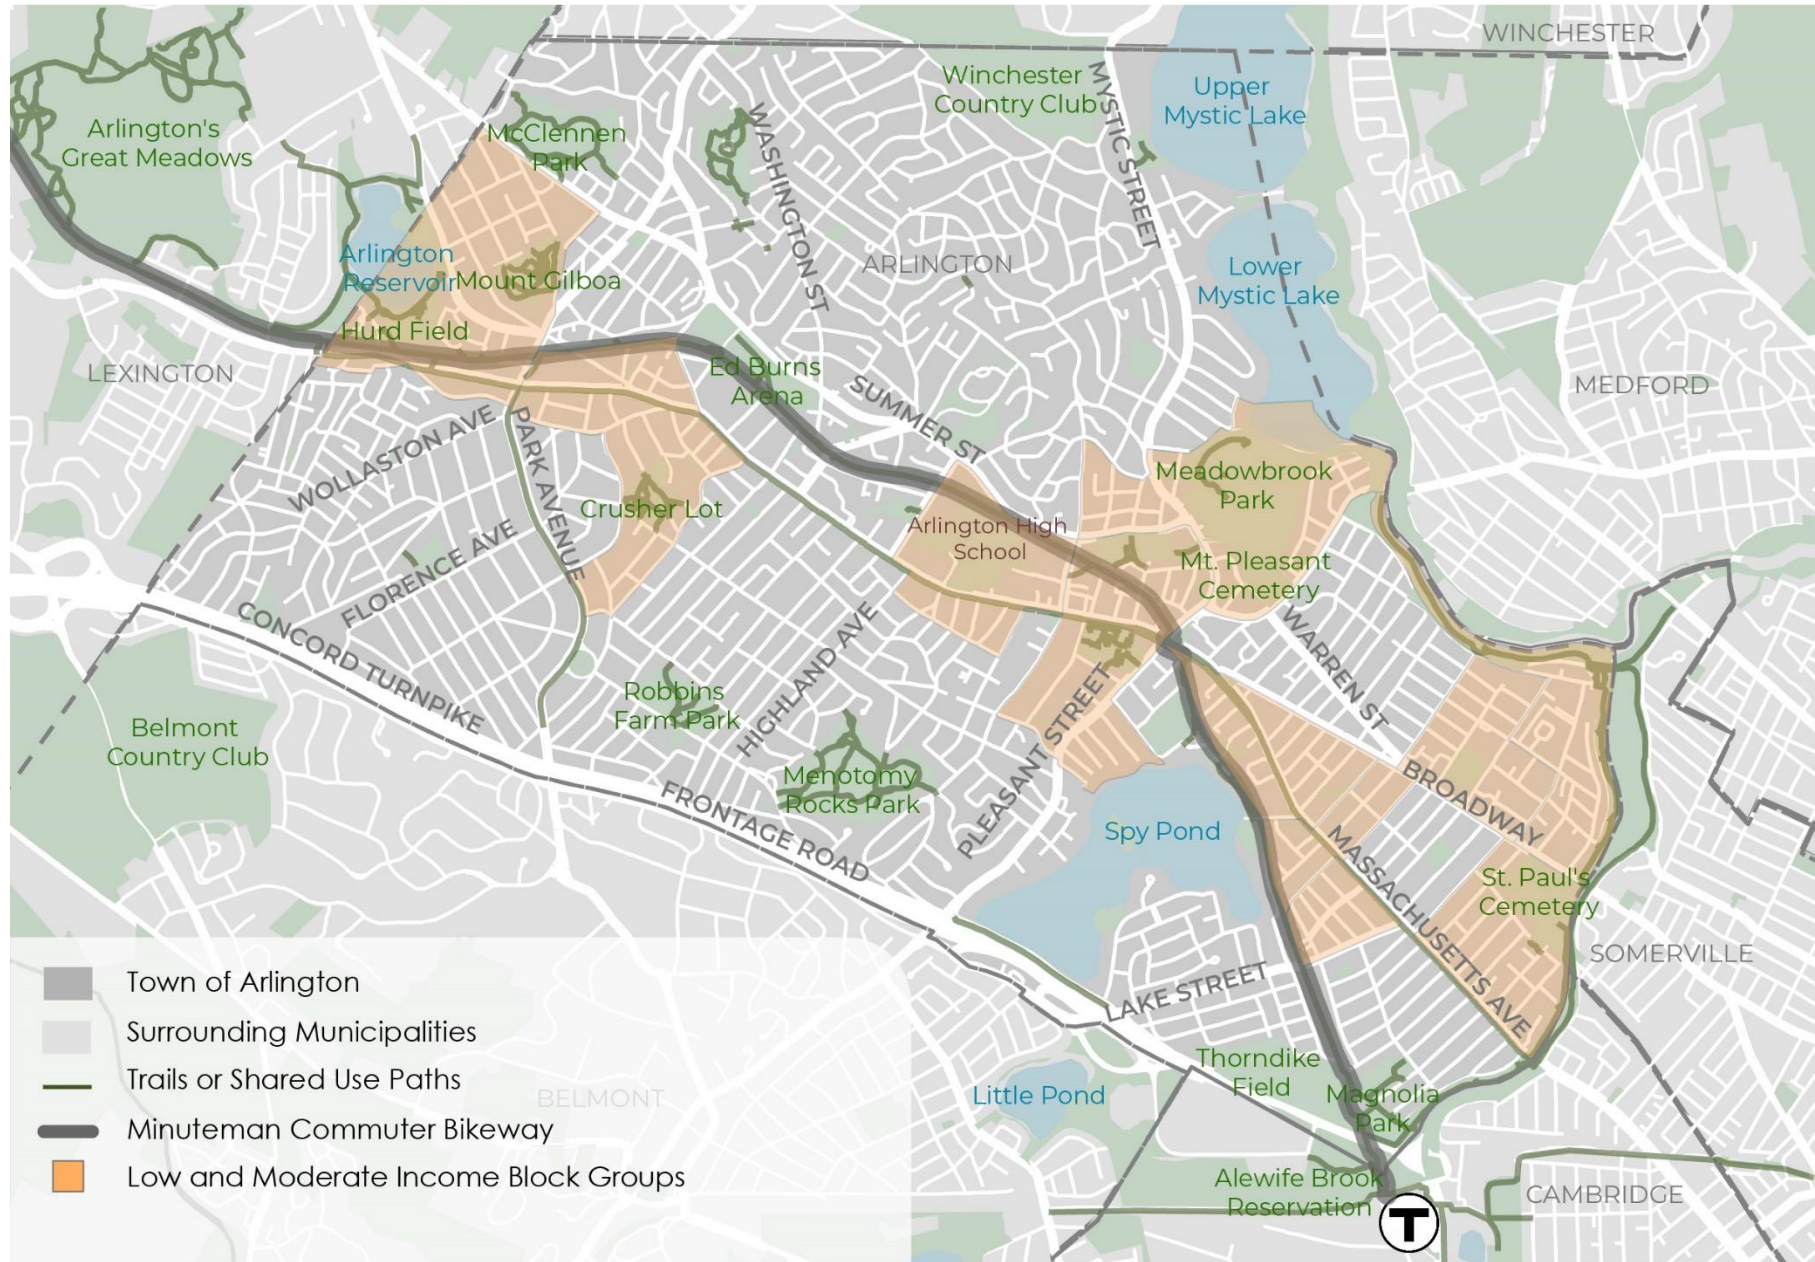 WINCHESTER
Winchester
Country Club
MYSTIC STREET
Upper
Mystic Lake
Arlington's
Great Meadows
McClennen
Park
WASHINGTON ST
Arlington
Reservoir
Mount Gilboa
ARLINGTON
Lower
Mystic Lake
Hurd Field
LEXINGTON
Ed Burns
Arena
SUMMER ST
MEDFORD
WOLLASTON AVE
PARK AVENUE
Meadowbrook
Park
Crusher Lot
Arlington High
School
FLORENCE AVE
Mt. Pleasant
Cemetery
CONCORD TURNPIKE
HIGHLAND AVE
WARREN ST
Robbins
Farm Park
PLEASANT STREET
Belmont
Country Club
Menotomy
Rocks Park
FRONTAGE ROAD
Spy Pond
BROADWAY
MASSACHUSETTS AVE
St. Paul's
Cemetery
SOMERVILLE
LAKE STREET
Thorndike
Field
Magnolia
Park
Little Pond
BELMONT
Alewife Brook
Reservation
CAMBRIDGE
T
Town of Arlington
Surrounding Municipalities
Trails or Shared Use Paths
Minuteman Commuter Bikeway
Low and Moderate Income Block Groups